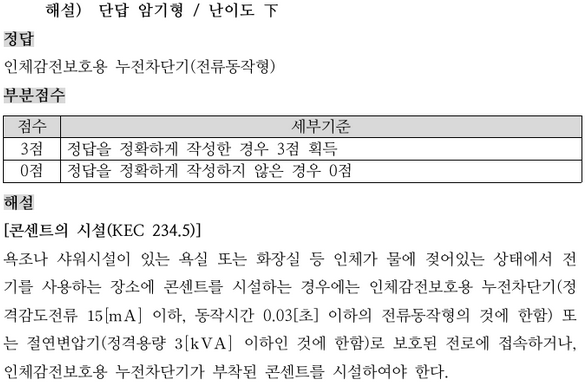 해설) 단답 암기형 / 난이도 下
정답
인체감전보호용 누전차단기(전류동작형)
부분점수
점수 세부기준
3점 정답을 정확하게 작성한 경우 3점 획득
0점 정답을 정확하게 작성하지 않은 경우 0점
해설
[콘센트의 시설(KEC 234.5)]
욕조나 샤워시설이 있는 욕실 또는 화장실 등 인체가 물에 젖어있는 상태에서 전
기를 사용하는 장소에 콘센트를 시설하는 경우에는 인체감전보호용 누전차단기(정
격감도전류 15[mA] 이하, 동작시간 0.03[초] 이하의 전류동작형의 것에 한함) 또
는 절연변압기(정격용량 3[kVA] 이하인 것에 한함)로 보호된 전로에 접속하거나,
인체감전보호용 누전차단기가 부착된 콘센트를 시설하여야 한다.